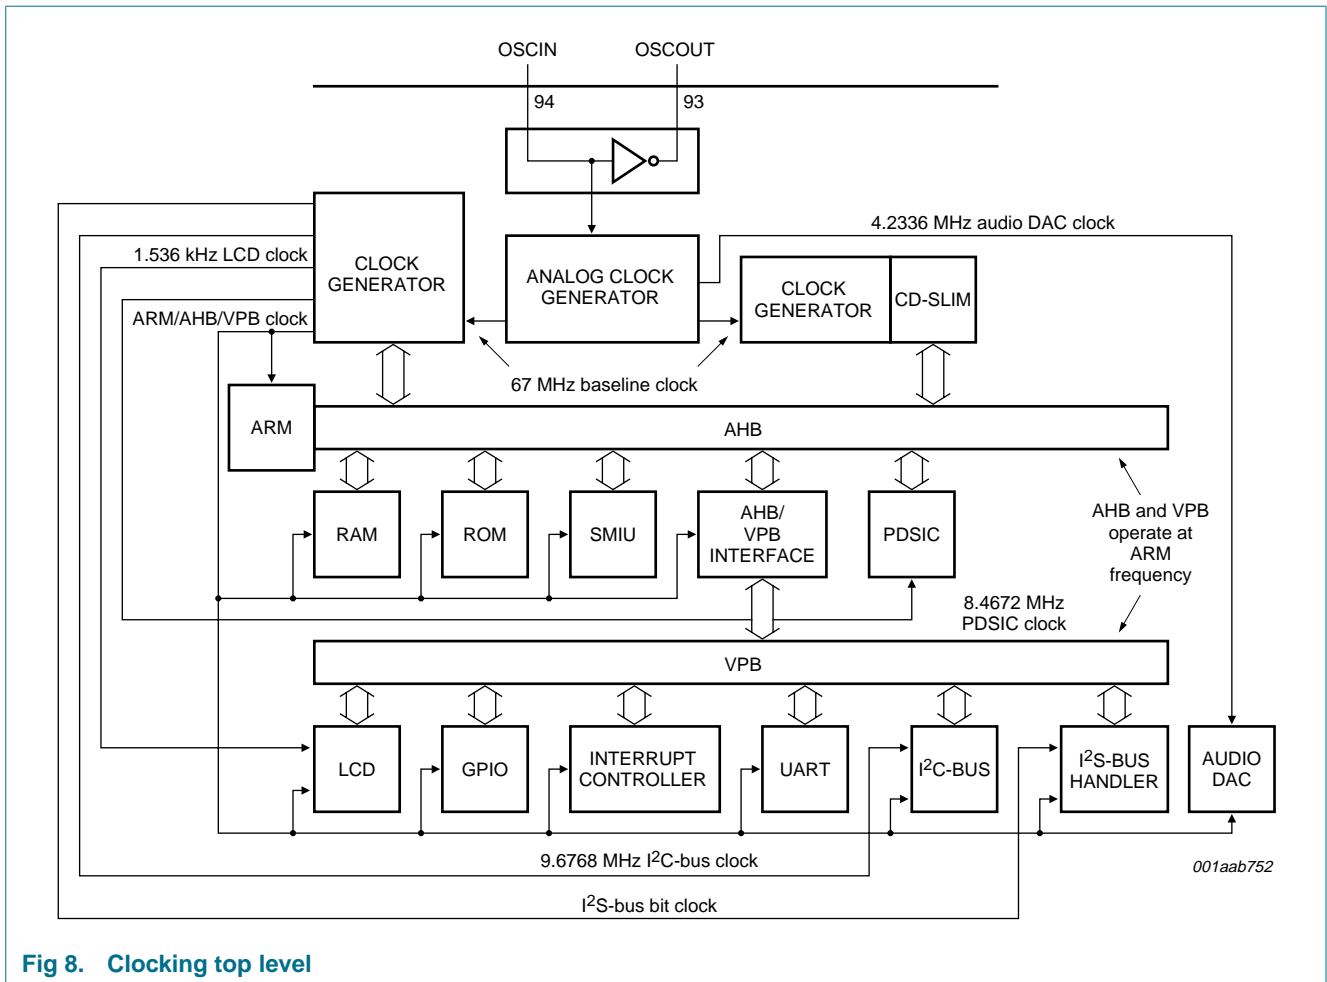 OSCIN
OSCOUT
94
93
4.2336 MHz audio DAC clock
1.536 kHz LCD clock
CLOCK
GENERATOR
ANALOG CLOCK
GENERATOR
CLOCK
GENERATOR
CD-SLIM
ARM/AHB/VPB clock
67 MHz baseline clock
ARM
AHB
RAM
ROM
SMIU
AHB/
VPB
INTERFACE
PDSIC
AHB and VPB
operate at
ARM
frequency
8.4672 MHz
PDSIC clock
VPB
LCD
GPIO
INTERRUPT
CONTROLLER
UART
I2C-BUS
I2S-BUS
HANDLER
AUDIO
DAC
9.6768 MHz I2C-bus clock
001aab752
I2S-bus bit clock
Fig 8. Clocking top level